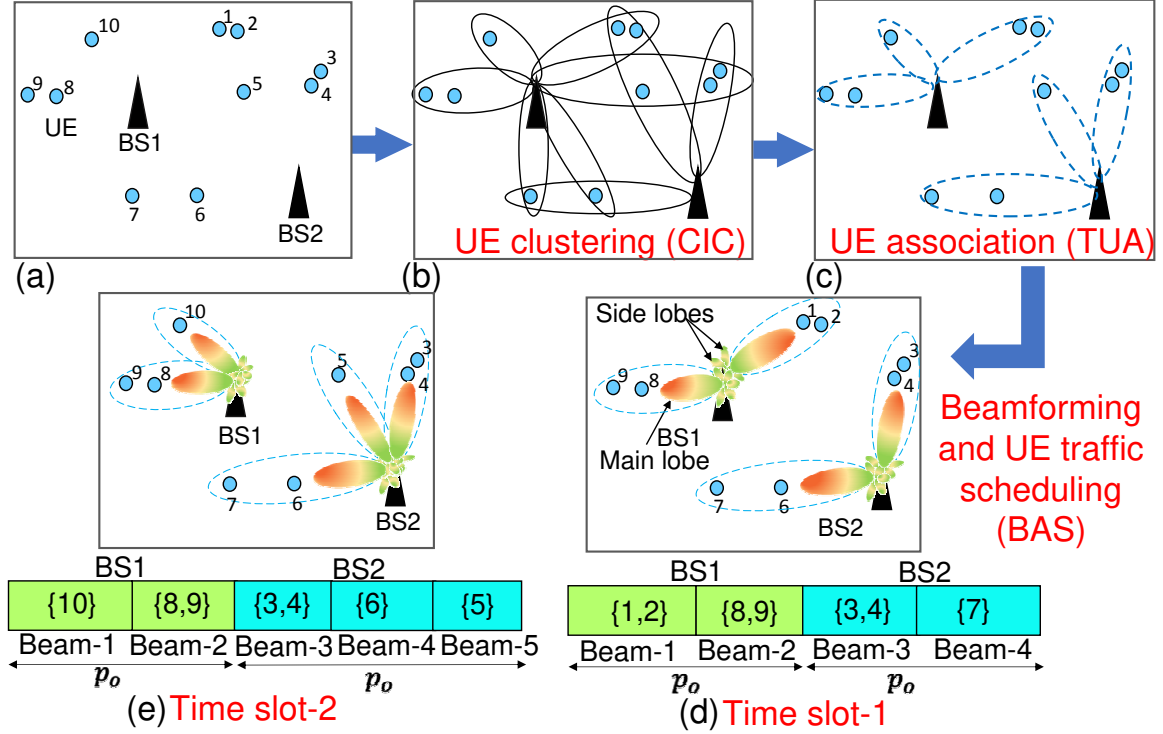 10
1
2
3
4
5
9
8
UE
BS1
7
6
BS2
(a)
UE clustering (CIC)
(b)
UE association (TUA)
(c)
Beamforming
and UE traffic
scheduling
(BAS)
Side lobes
1
2
3
4
9
8
BS1
Main lobe
7
6
BS2
BS1
BS2
{1,2}
{8,9}
{3,4}
{7}
Beam-1
Beam-2
Beam-3
Beam-4
p_o
p_o
(d) Time slot-1
10
3
5
4
9
8
BS1
7
6
BS2
BS1
BS2
{10}
{8,9}
{3,4}
{6}
{5}
Beam-1
Beam-2
Beam-3
Beam-4
Beam-5
p_o
p_o
(e) Time slot-2